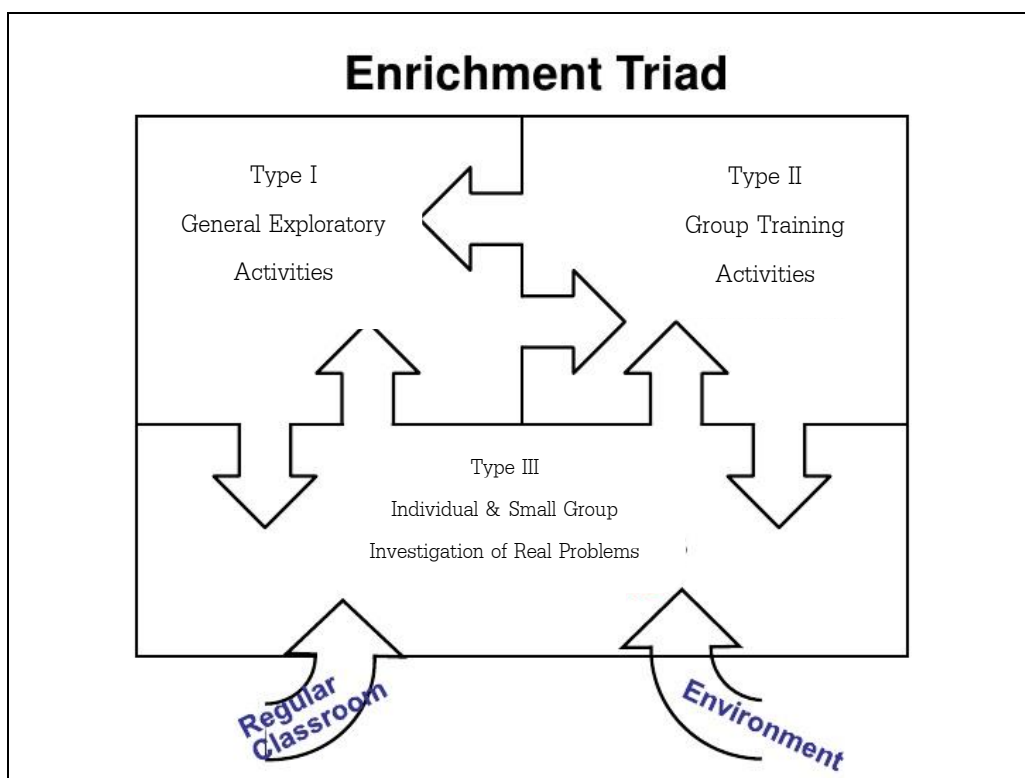 Enrichment Triad
Type I
General Exploratory
Activities
Type II
Group Training
Activities
Type III
Individual & Small Group
Investigation of Real Problems
Regular
Classroom
Environment